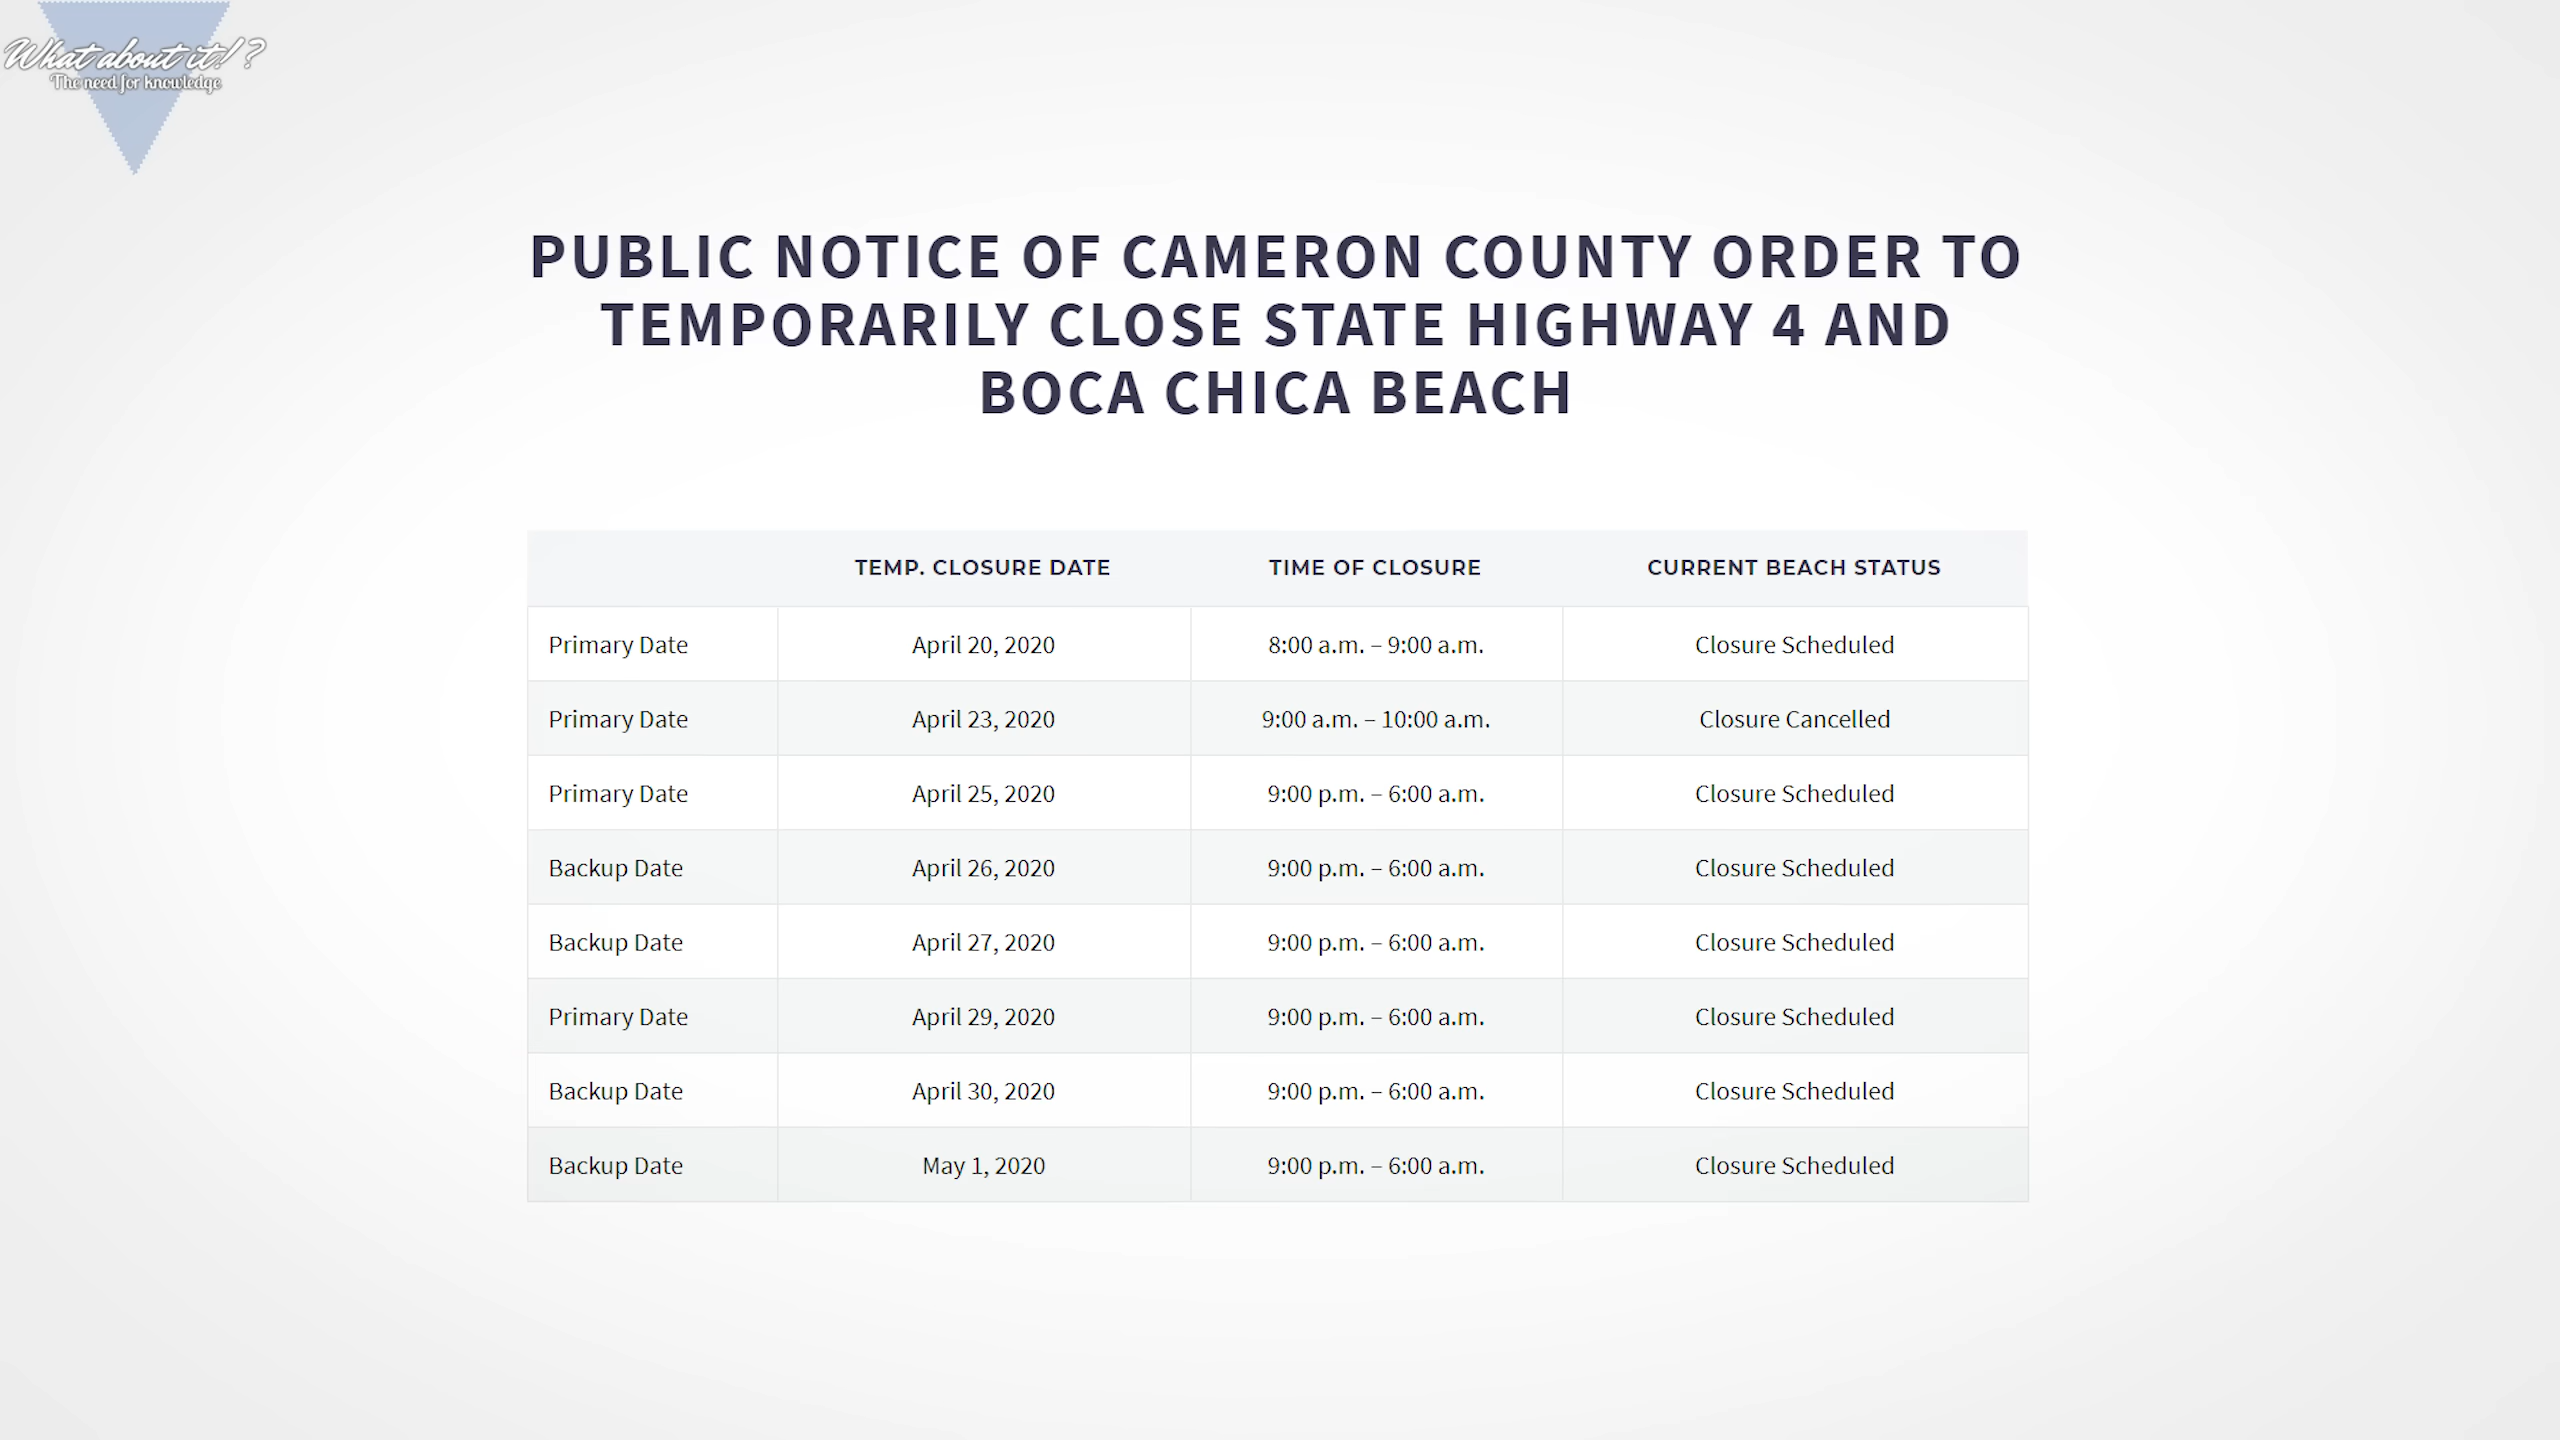 What about it!?
The need for knowledge
PUBLIC NOTICE OF CAMERON COUNTY ORDER TO
TEMPORARILY CLOSE STATE HIGHWAY 4 AND
BOCA CHICA BEACH
TEMP. CLOSURE DATE TIME OF CLOSURE CURRENT BEACH STATUS
Primary Date April 20, 2020 8:00 a.m. – 9:00 a.m. Closure Scheduled
Primary Date April 23, 2020 9:00 a.m. – 10:00 a.m. Closure Cancelled
Primary Date April 25, 2020 9:00 p.m. – 6:00 a.m. Closure Scheduled
Backup Date April 26, 2020 9:00 p.m. – 6:00 a.m. Closure Scheduled
Backup Date April 27, 2020 9:00 p.m. – 6:00 a.m. Closure Scheduled
Primary Date April 29, 2020 9:00 p.m. – 6:00 a.m. Closure Scheduled
Backup Date April 30, 2020 9:00 p.m. – 6:00 a.m. Closure Scheduled
Backup Date May 1, 2020 9:00 p.m. – 6:00 a.m. Closure Scheduled